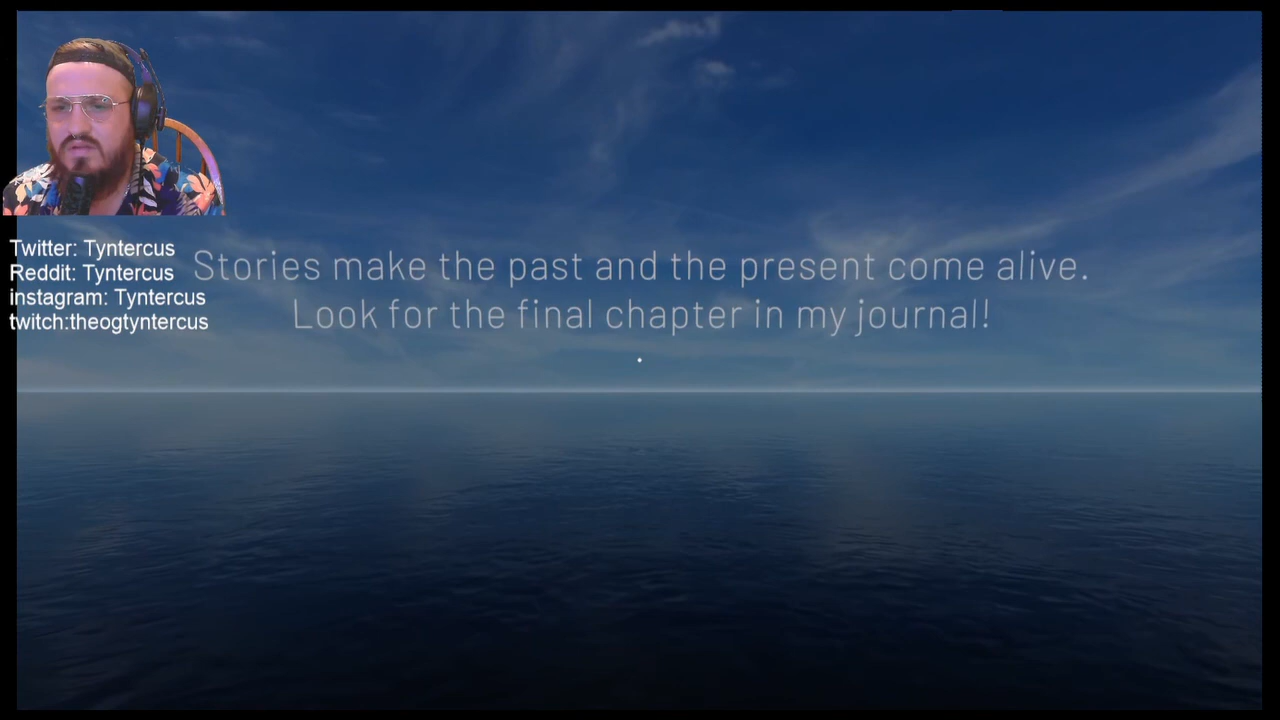 Twitter: Tyntercus
Reddit: Tyntercus
instagram: Tyntercus
twitch:theogtyntercus
Stories make the past and the present come alive.
Look for the final chapter in my journal!